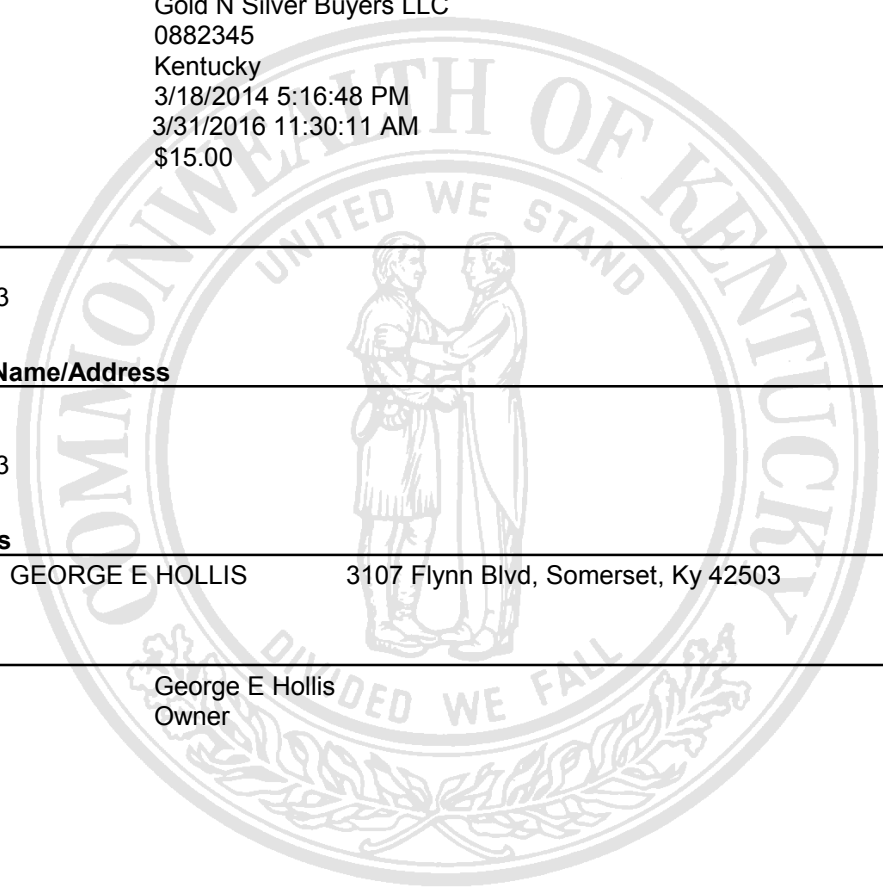 Gold N Silver Buyers LLC
0882345
Kentucky
3/18/2014 5:16:48 PM
3/31/2016 11:30:11 AM
$15.00
COMMONWEALTH OF KENTUCKY
UNITED WE STAND
3
Name/Address
3
s
GEORGE E HOLLIS 3107 Flynn Blvd, Somerset, Ky 42503
DIVIDED WE FALL
George E Hollis
Owner